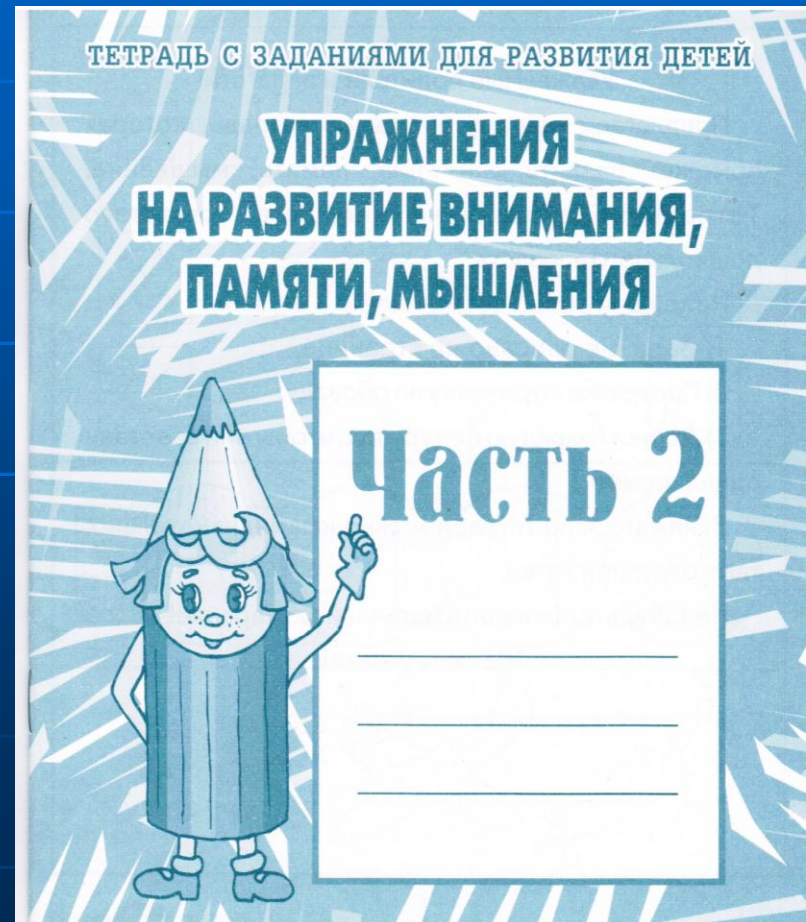 ТЕТРАДЬ С ЗАДАНИЯМИ ДЛЯ РАЗВИТИЯ ДЕТЕЙ
УПРАЖНЕНИЯ
НА РАЗВИТИЕ ВНИМАНИЯ,
ПАМЯТИ, МЫШЛЕНИЯ
Часть 2